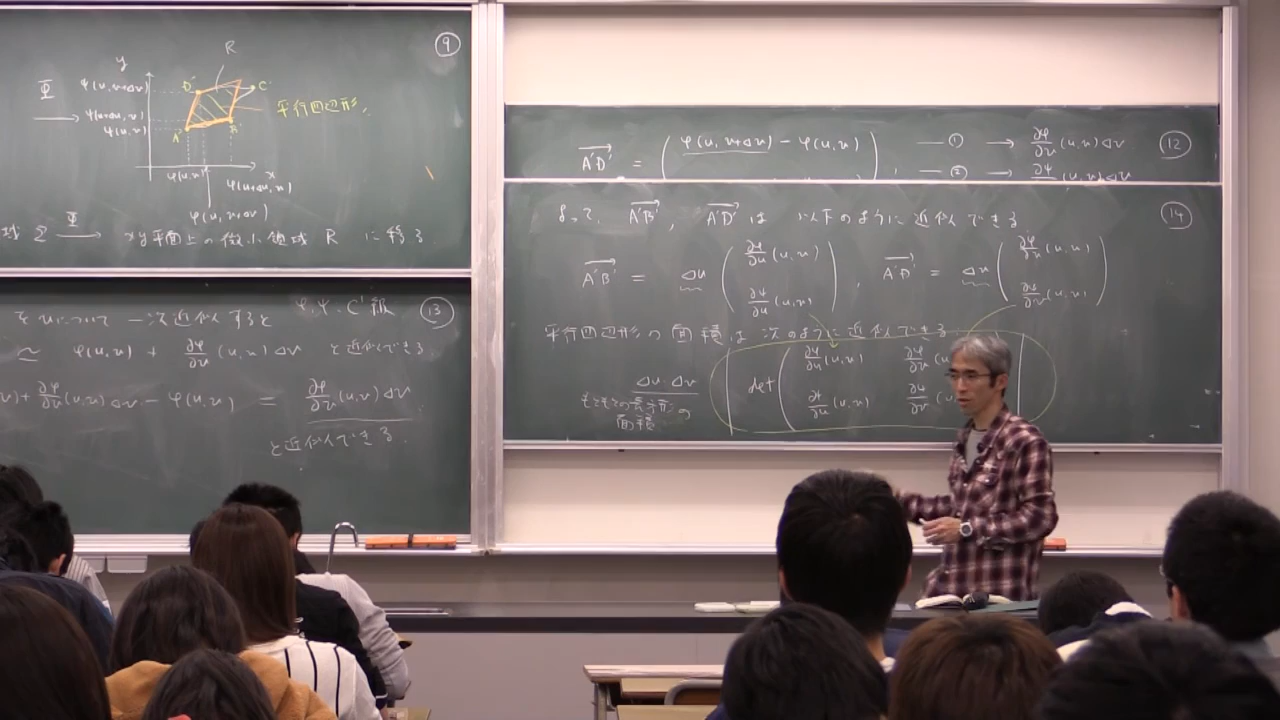 ⑨
R
y
Φ
ψ(u,v+Δv)
D' C'
平行四辺形.
ψ(u+Δu,v)
ψ(u,v)
A' B'
φ(u,v) x
φ(u+Δu,v)
φ(u,v+Δv)
域 Σ Φ→ xy平面上の微小領域 R に移る
⑬
をvについて一次近似すると φ,ψ:C¹級
≃ φ(u,v) + ∂φ/∂v (u,v)Δv と近似できる
v)+∂φ/∂v(u,v)Δv - φ(u,v) = ∂φ/∂v(u,v)Δv
と近似できる.
⑫
A'D' = ( φ(u,v+Δv) - φ(u,v) ) —① → ∂φ/∂v(u,v)Δv
—② → ∂ψ/∂v(u,v)Δv
⑭
よって, A'B', A'D' は 以下のように近似できる
A'B' = Δu ( ∂φ/∂u(u,v) ∂ψ/∂u(u,v) ), A'D' = Δv ( ∂φ/∂v(u,v) ∂ψ/∂v(u,v) )
平行四辺形の面積は次のように近似できる
ΔuΔv | det ( ∂φ/∂u(u,v) ∂φ/∂v(u
∂ψ/∂u(u,v) ∂ψ/∂v(u
もともとの長方形の
面積